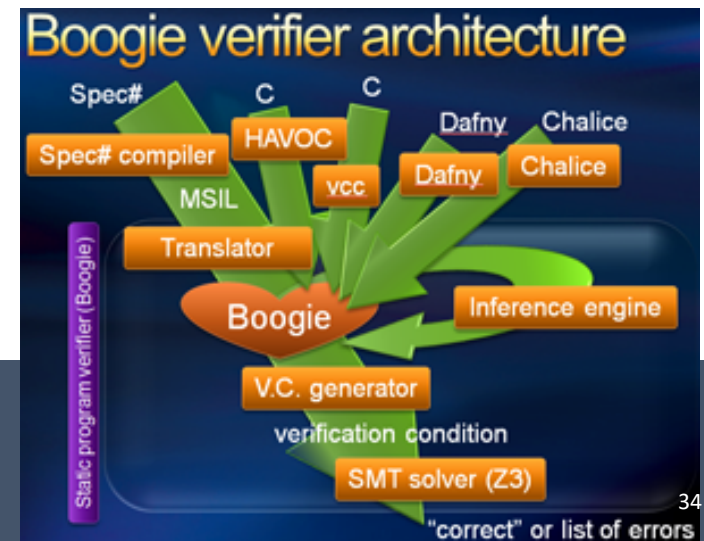 Boogie verifier architecture
Spec#
C
C
Dafny
Chalice
Spec# compiler
HAVOC
vcc
Dafny
Chalice
MSIL
Translator
Static program verifier (Boogie)
Boogie
Inference engine
V.C. generator
verification condition
SMT solver (Z3)
34
"correct" or list of errors